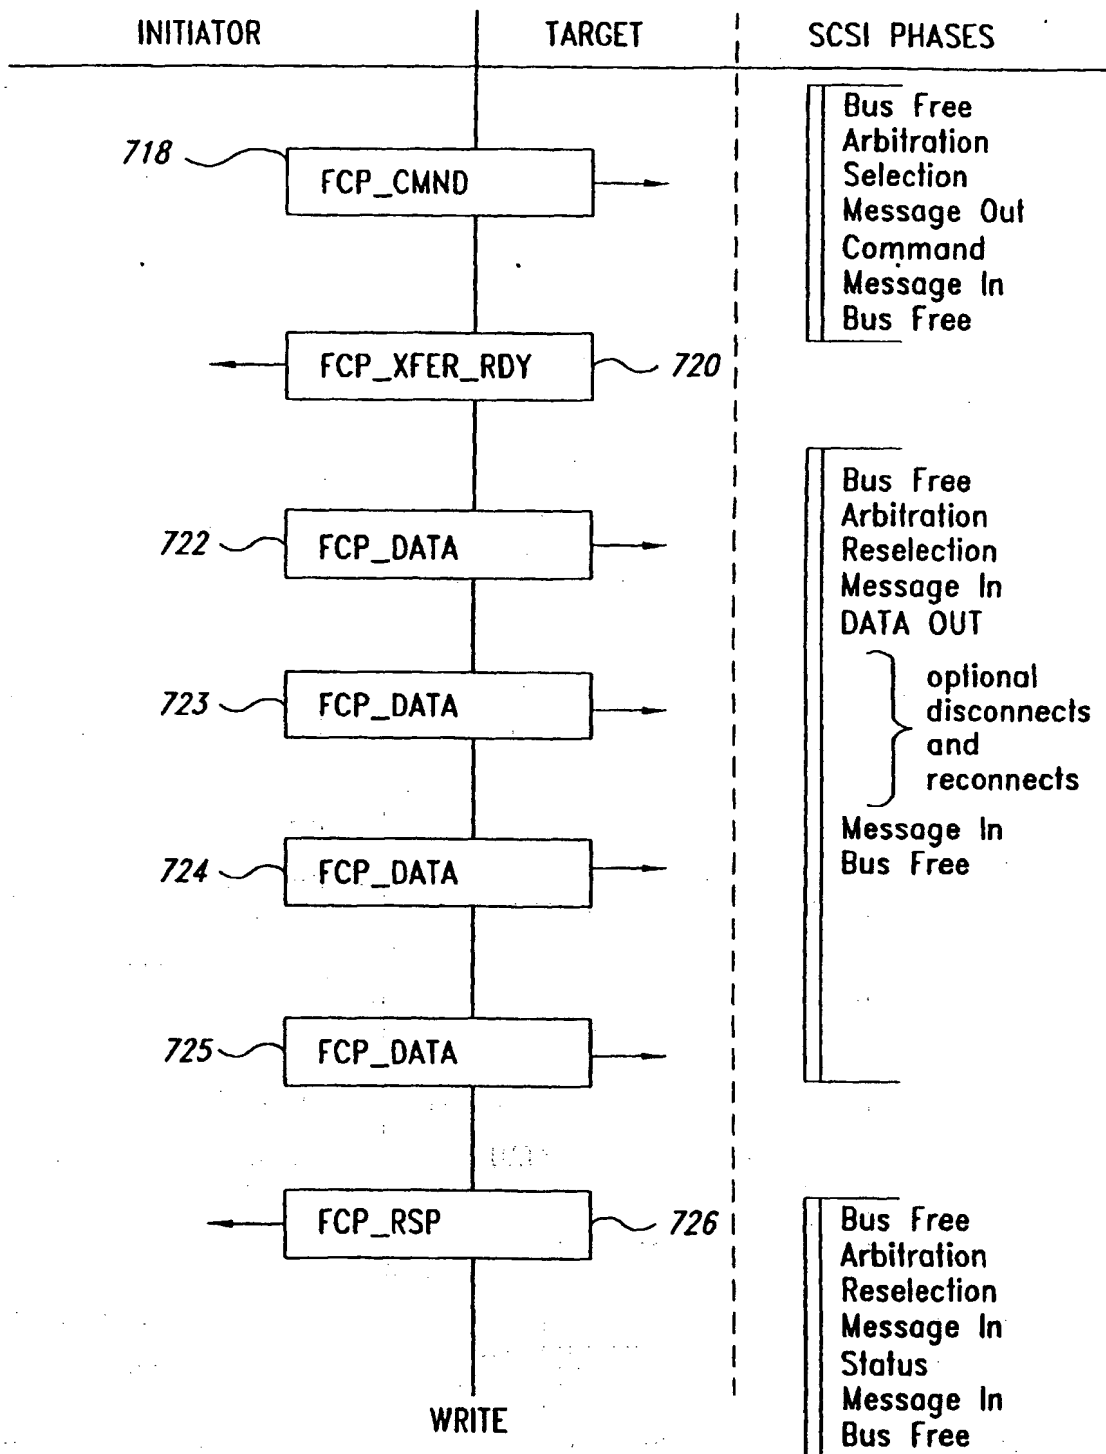 INITIATOR TARGET SCSI PHASES
718 FCP_CMND
Bus Free
Arbitration
Selection
Message Out
Command
Message In
Bus Free
FCP_XFER_RDY 720
722 FCP_DATA
723 FCP_DATA
724 FCP_DATA
725 FCP_DATA
Bus Free
Arbitration
Reselection
Message In
DATA OUT
optional
disconnects
and
reconnects
Message In
Bus Free
FCP_RSP 726
Bus Free
Arbitration
Reselection
Message In
Status
Message In
Bus Free
WRITE